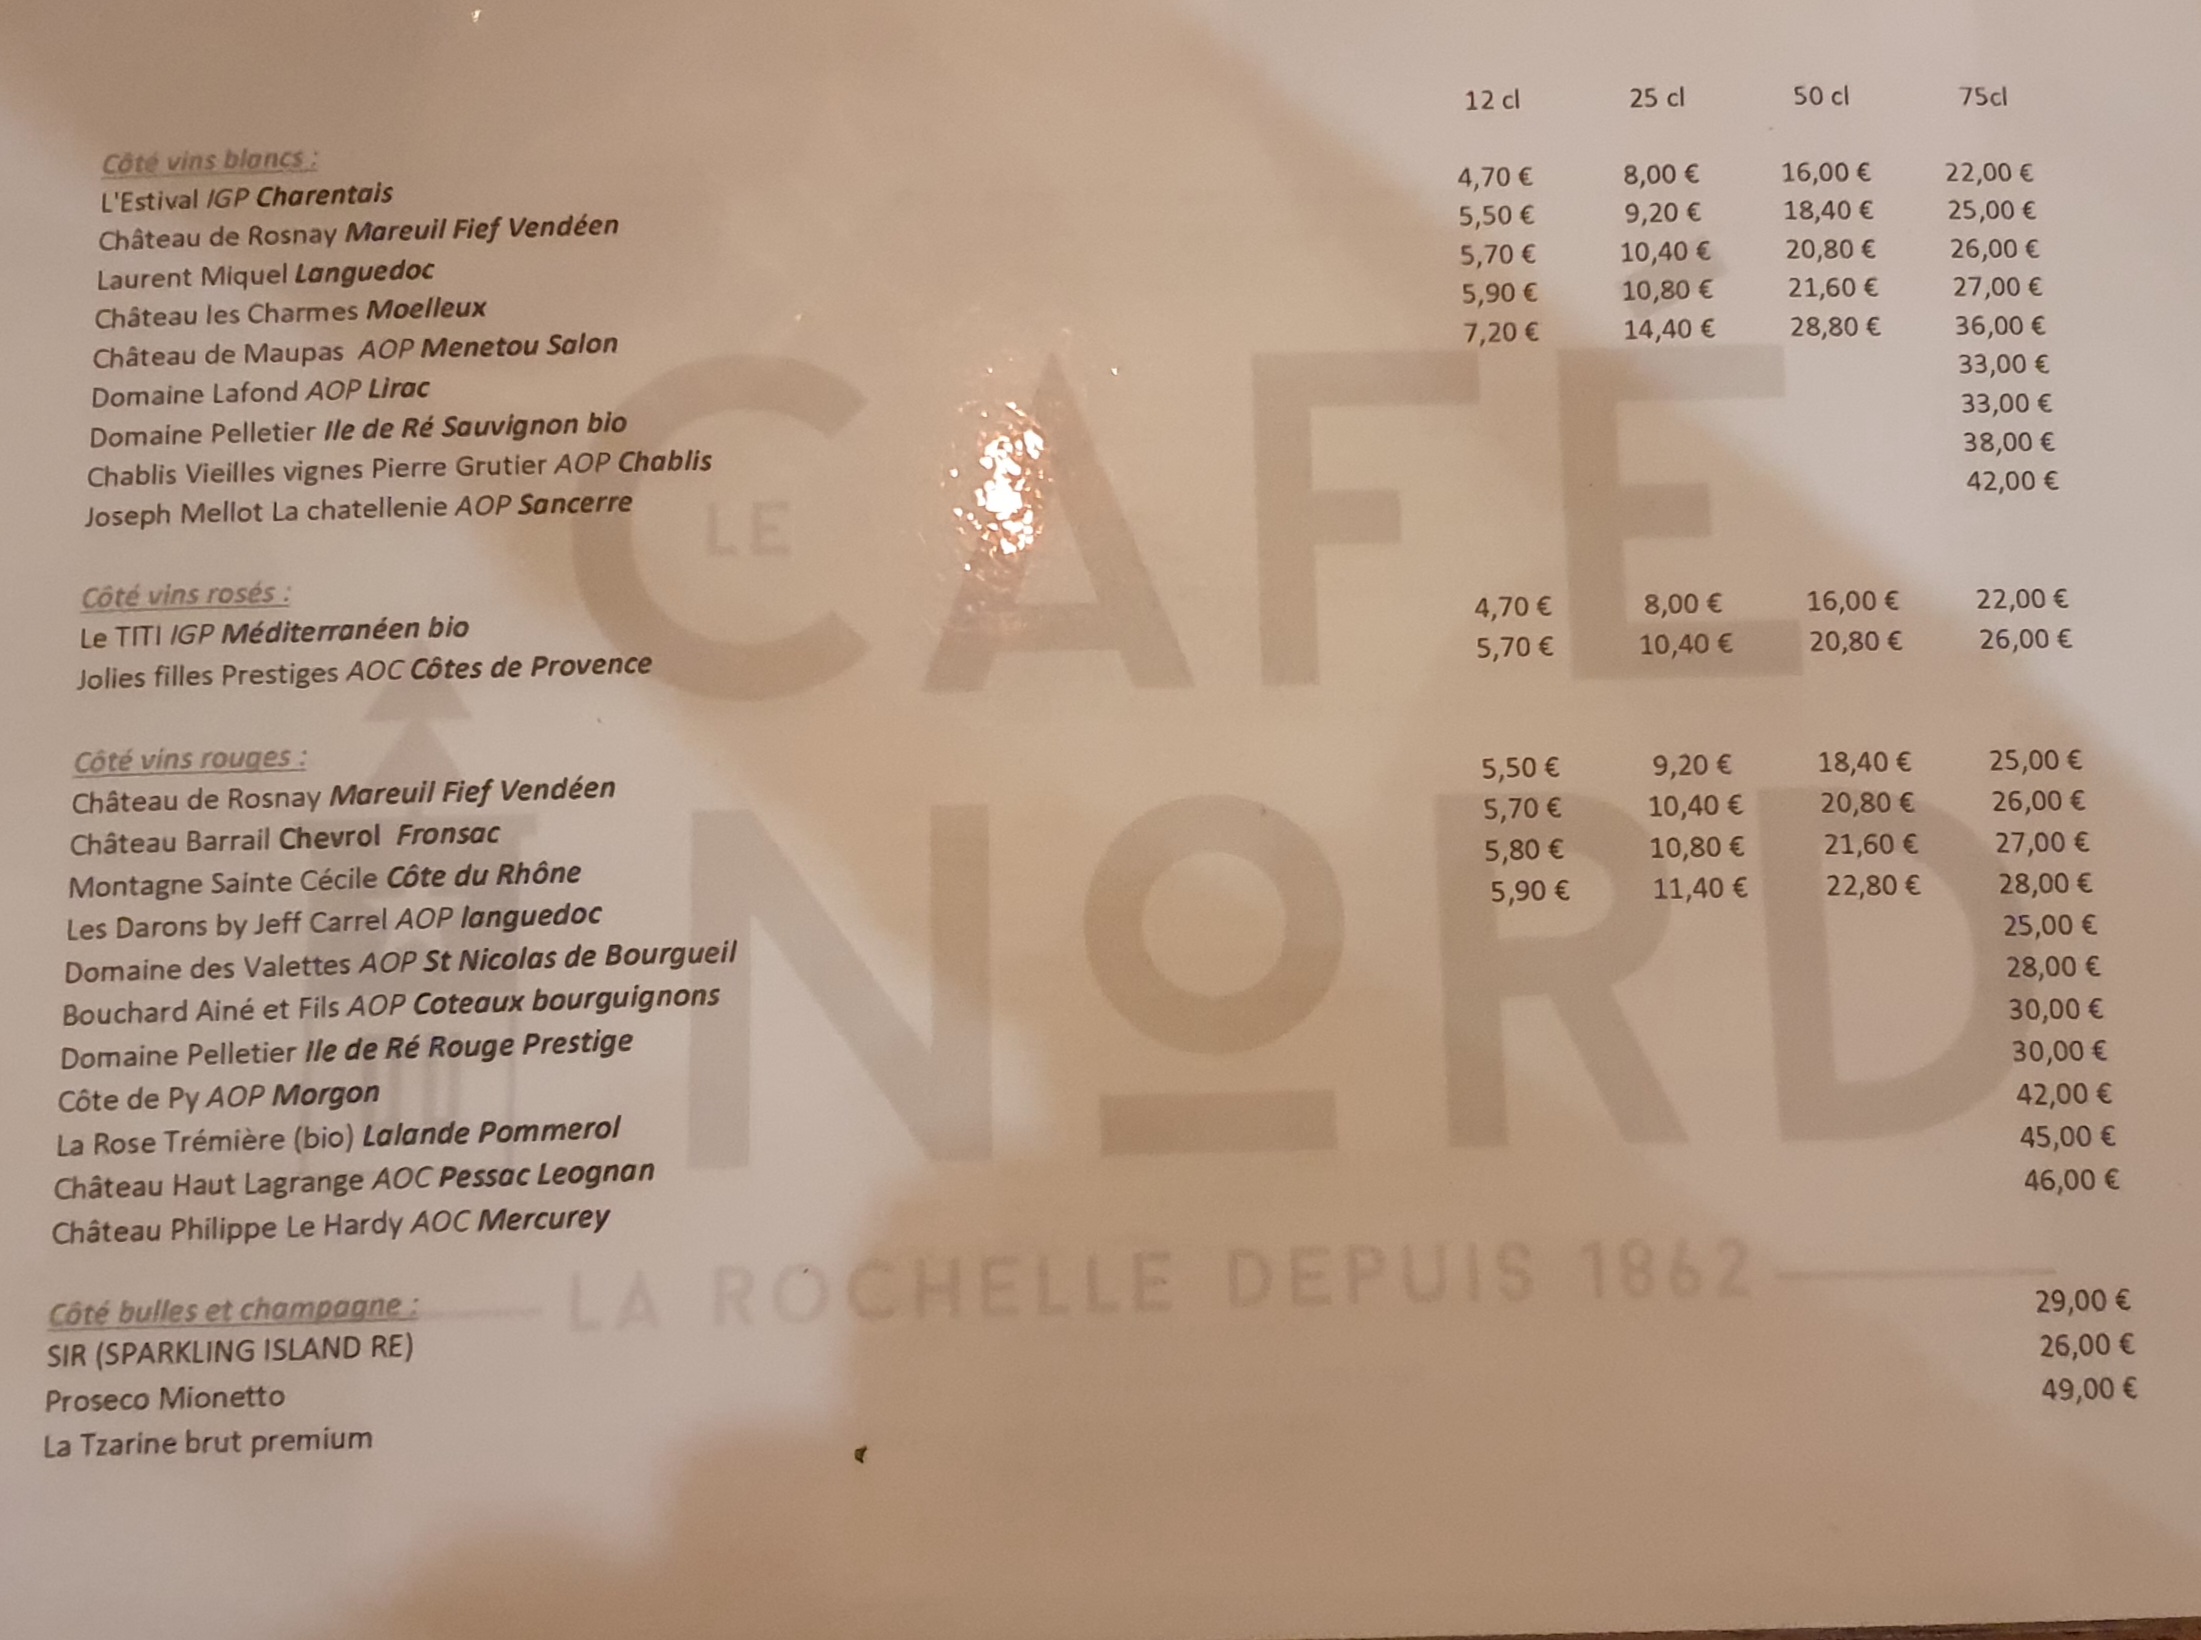 12 cl 25 cl 50 cl 75cl
Côté vins blancs :
L'Estival IGP Charentais 4,70 € 8,00 € 16,00 € 22,00 €
Château de Rosnay Mareuil Fief Vendéen 5,50 € 9,20 € 18,40 € 25,00 €
Laurent Miquel Languedoc 5,70 € 10,40 € 20,80 € 26,00 €
Château les Charmes Moelleux 5,90 € 10,80 € 21,60 € 27,00 €
Château de Maupas AOP Menetou Salon 7,20 € 14,40 € 28,80 € 36,00 €
Domaine Lafond AOP Lirac 33,00 €
Domaine Pelletier Ile de Ré Sauvignon bio 33,00 €
Chablis Vieilles vignes Pierre Grutier AOP Chablis 38,00 €
Joseph Mellot La chatellenie AOP Sancerre 42,00 €
Côté vins rosés :
Le TITI IGP Méditerranéen bio 4,70 € 8,00 € 16,00 € 22,00 €
Jolies filles Prestiges AOC Côtes de Provence 5,70 € 10,40 € 20,80 € 26,00 €
Côté vins rouges :
Château de Rosnay Mareuil Fief Vendéen 5,50 € 9,20 € 18,40 € 25,00 €
Château Barrail Chevrol Fronsac 5,70 € 10,40 € 20,80 € 26,00 €
Montagne Sainte Cécile Côte du Rhône 5,80 € 10,80 € 21,60 € 27,00 €
Les Darons by Jeff Carrel AOP languedoc 5,90 € 11,40 € 22,80 € 28,00 €
Domaine des Valettes AOP St Nicolas de Bourgueil 25,00 €
Bouchard Ainé et Fils AOP Coteaux bourguignons 28,00 €
Domaine Pelletier Ile de Ré Rouge Prestige 30,00 €
Côte de Py AOP Morgon 30,00 €
La Rose Trémière (bio) Lalande Pommerol 42,00 €
Château Haut Lagrange AOC Pessac Leognan 45,00 €
Château Philippe Le Hardy AOC Mercurey 46,00 €
Côté bulles et champagne :
SIR (SPARKLING ISLAND RE) 29,00 €
Proseco Mionetto 26,00 €
La Tzarine brut premium 49,00 €
LE CAFÉ
NORD
LA ROCHELLE DEPUIS 1862